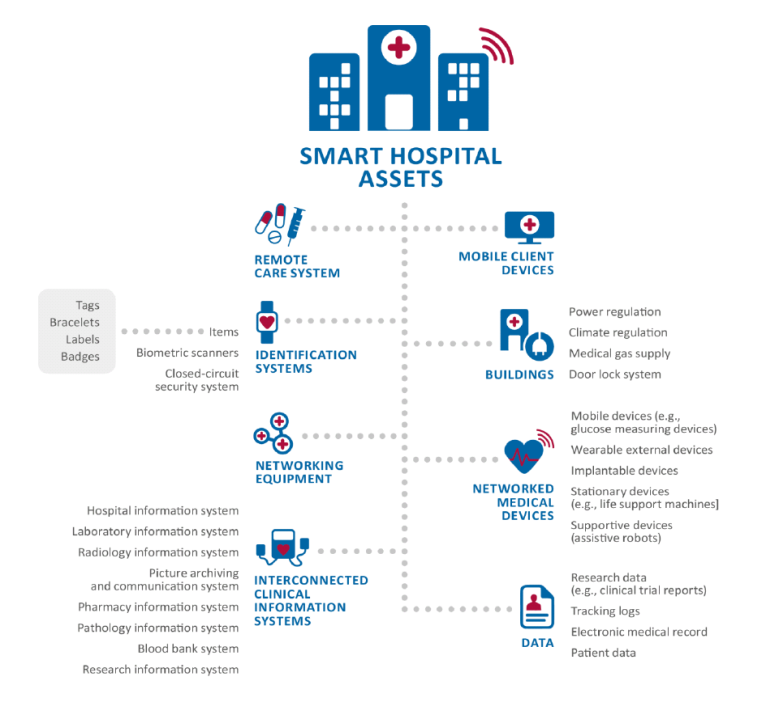 SMART HOSPITAL
ASSETS
REMOTE
CARE SYSTEM
MOBILE CLIENT
DEVICES
Tags
Bracelets
Labels
Badges
Items
Biometric scanners
Closed-circuit
security system
IDENTIFICATION
SYSTEMS
BUILDINGS
Power regulation
Climate regulation
Medical gas supply
Door lock system
NETWORKING
EQUIPMENT
NETWORKED
MEDICAL
DEVICES
Mobile devices (e.g.,
glucose measuring devices)
Wearable external devices
Implantable devices
Stationary devices
(e.g., life support machines]
Supportive devices
(assistive robots)
Hospital information system
Laboratory information system
Radiology information system
Picture archiving
and communication system
Pharmacy information system
Pathology information system
Blood bank system
Research information system
INTERCONNECTED
CLINICAL
INFORMATION
SYSTEMS
DATA
Research data
(e.g., clinical trial reports)
Tracking logs
Electronic medical record
Patient data